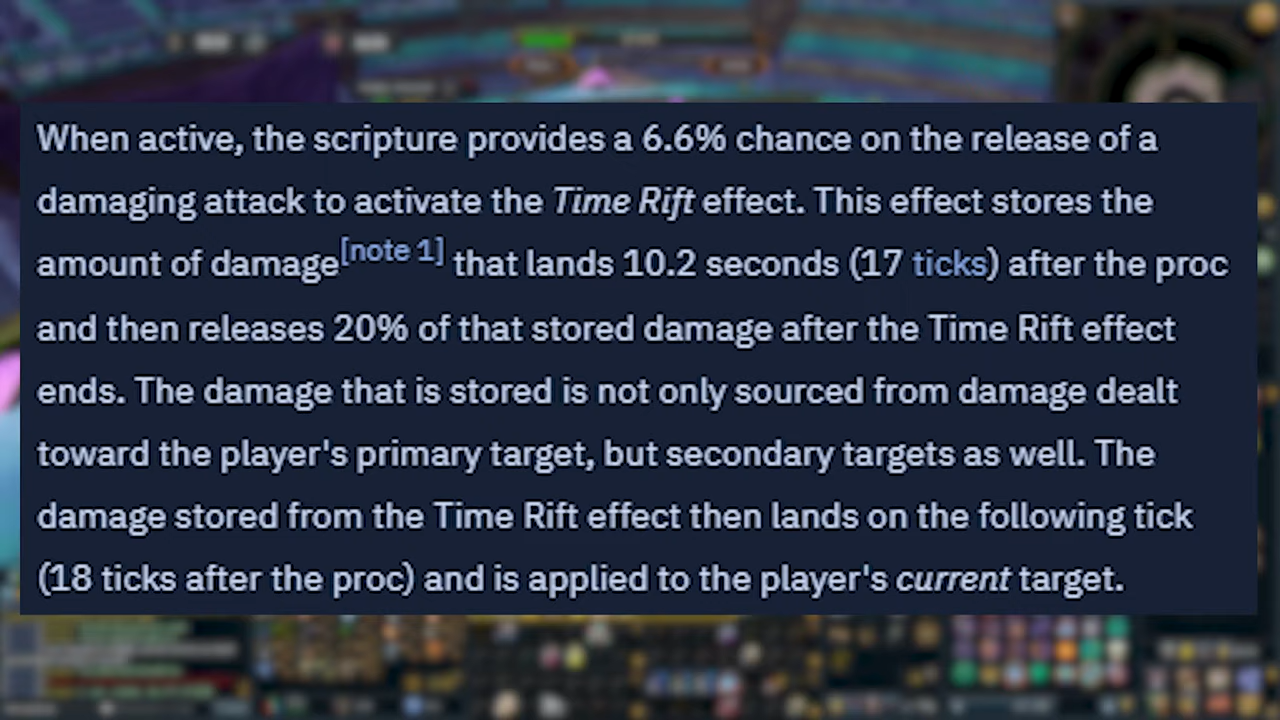 When active, the scripture provides a 6.6% chance on the release of a
damaging attack to activate the Time Rift effect. This effect stores the
amount of damage[note 1] that lands 10.2 seconds (17 ticks) after the proc
and then releases 20% of that stored damage after the Time Rift effect
ends. The damage that is stored is not only sourced from damage dealt
toward the player's primary target, but secondary targets as well. The
damage stored from the Time Rift effect then lands on the following tick
(18 ticks after the proc) and is applied to the player's current target.